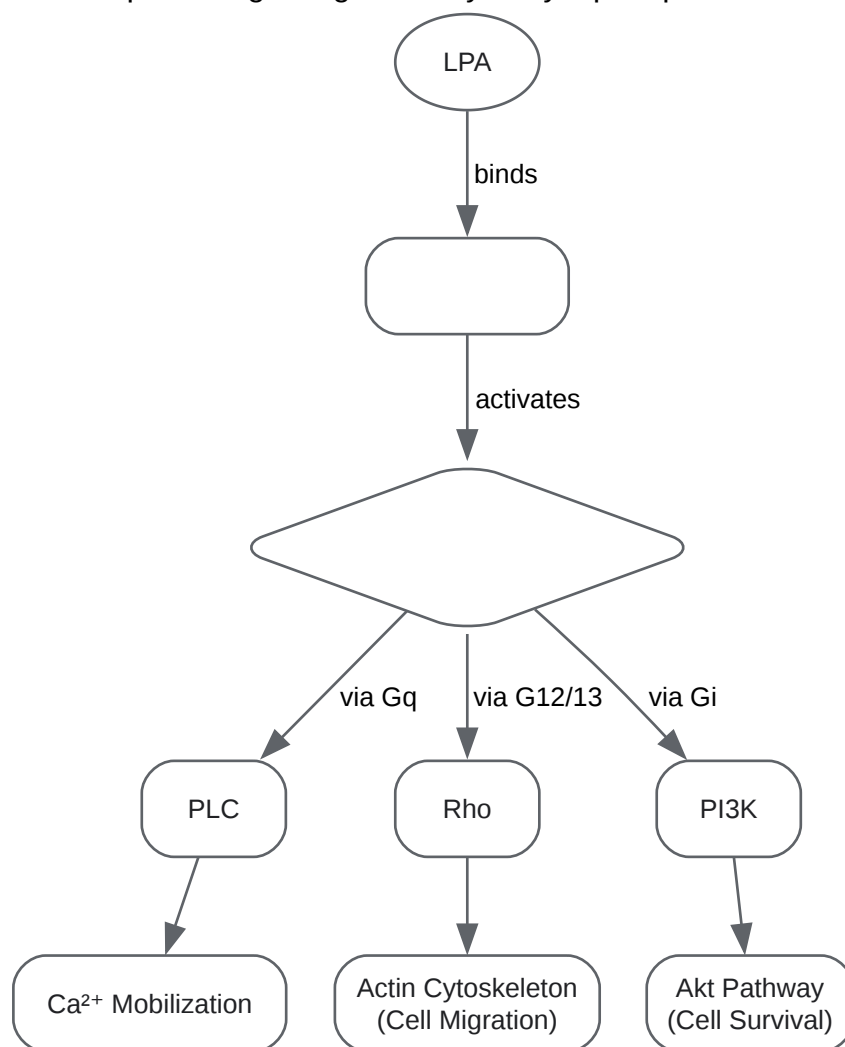 LPA
binds
activates
via Gq
via G12/13
via Gi
PLC
Rho
PI3K
Ca²⁺ Mobilization
Actin Cytoskeleton
(Cell Migration)
Akt Pathway
(Cell Survival)